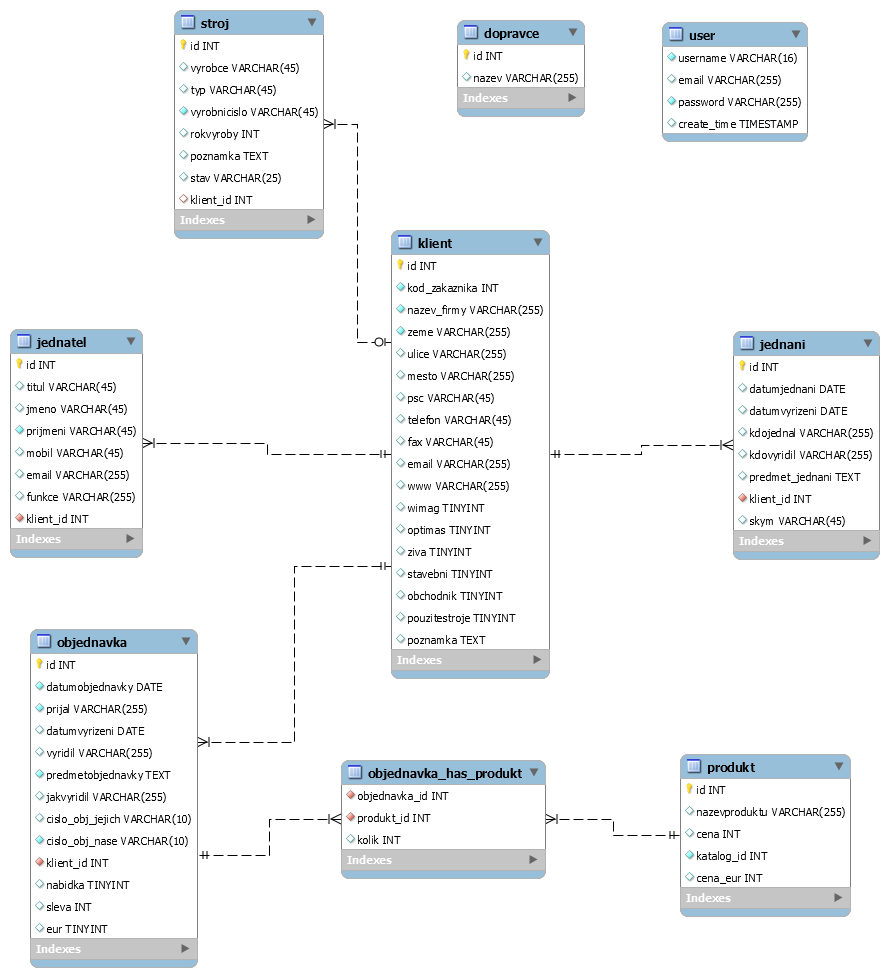 stroj
id INT
vyrobce VARCHAR(45)
typ VARCHAR(45)
vyrobnicislo VARCHAR(45)
rokvyroby INT
poznamka TEXT
stav VARCHAR(25)
klient_id INT
Indexes
dopravce
id INT
nazev VARCHAR(255)
Indexes
user
username VARCHAR(16)
email VARCHAR(255)
password VARCHAR(255)
create_time TIMESTAMP
klient
id INT
kod_zakaznika INT
nazev_firmy VARCHAR(255)
zeme VARCHAR(255)
ulice VARCHAR(255)
mesto VARCHAR(255)
psc VARCHAR(45)
telefon VARCHAR(45)
fax VARCHAR(45)
email VARCHAR(255)
www VARCHAR(255)
wimag TINYINT
optimas TINYINT
ziva TINYINT
stavebni TINYINT
obchodnik TINYINT
pouzitestroje TINYINT
poznamka TEXT
Indexes
jednatel
id INT
titul VARCHAR(45)
jmeno VARCHAR(45)
prijmeni VARCHAR(45)
mobil VARCHAR(45)
email VARCHAR(255)
funkce VARCHAR(255)
klient_id INT
Indexes
jednani
id INT
datumjednani DATE
datumvyrizeni DATE
kdojednal VARCHAR(255)
kdovyridil VARCHAR(255)
predmet_jednani TEXT
klient_id INT
skym VARCHAR(45)
Indexes
objednavka
id INT
datumobjednavky DATE
prijal VARCHAR(255)
datumvyrizeni DATE
vyridil VARCHAR(255)
predmetobjednavky TEXT
jakvyridil VARCHAR(255)
cislo_obj_jejich VARCHAR(10)
cislo_obj_nase VARCHAR(10)
klient_id INT
nabidka TINYINT
sleva INT
eur TINYINT
Indexes
objednavka_has_produkt
objednavka_id INT
produkt_id INT
kolik INT
Indexes
produkt
id INT
nazevproduktu VARCHAR(255)
cena INT
katalog_id INT
cena_eur INT
Indexes